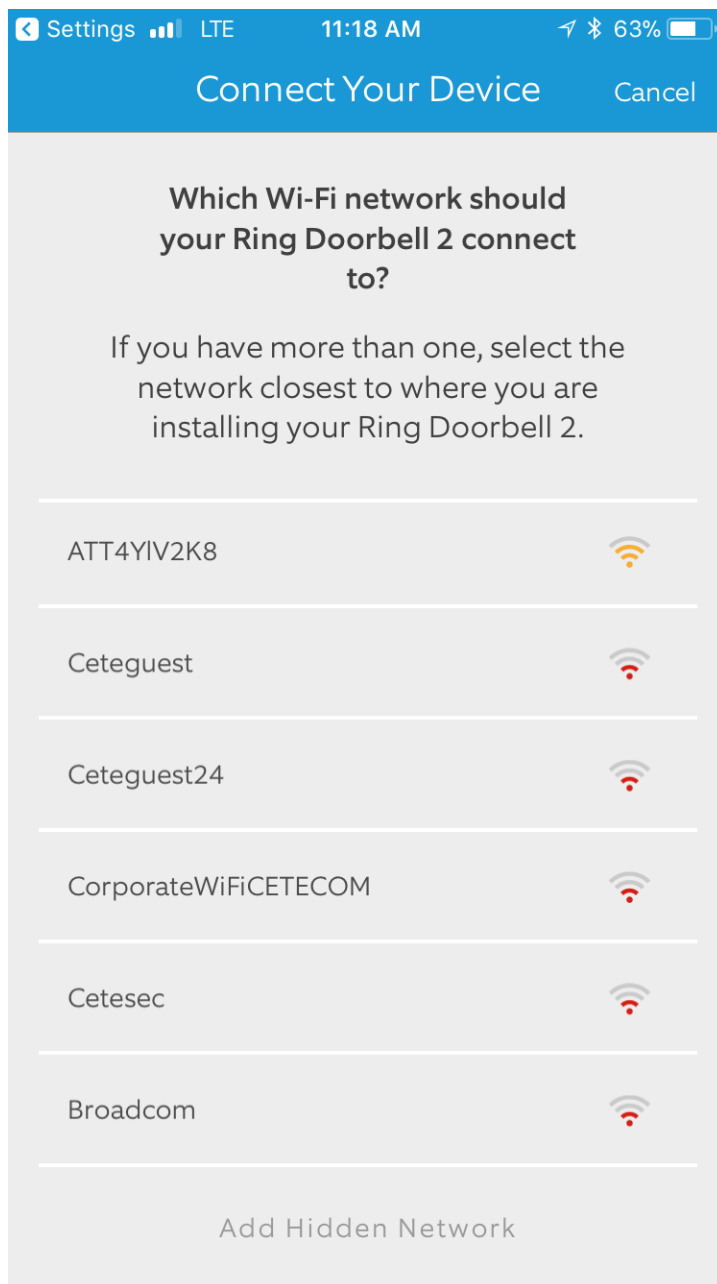 Settings LTE 11:18 AM 63%
Connect Your Device Cancel
Which Wi-Fi network should
your Ring Doorbell 2 connect
to?
If you have more than one, select the
network closest to where you are
installing your Ring Doorbell 2.
ATT4YlV2K8
Ceteguest
Ceteguest24
CorporateWiFiCETECOM
Cetesec
Broadcom
Add Hidden Network